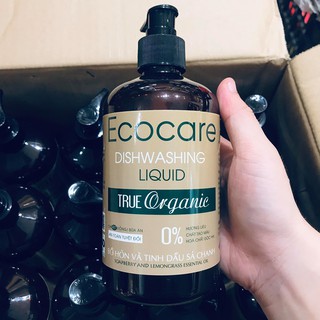 Ecocare
DISHWASHING
LIQUID
TRUE Organic
0%
BỒ HÒN VÀ TINH DẦU SẢ CHANH
SOAPBERRY AND LEMONGRASS ESSENTIAL OIL